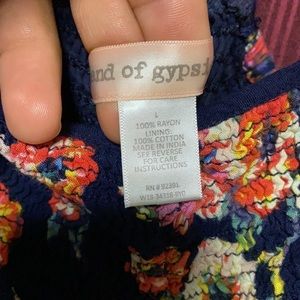 and of gypsi
L
100% RAYON
LINING:
100% COTTON
MADE IN INDIA
SEE REVERSE
FOR CARE
INSTRUCTIONS
RN# 92391